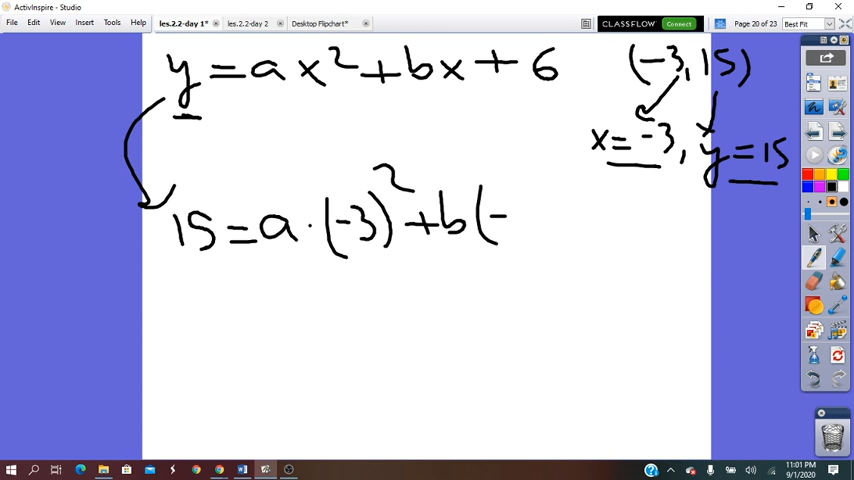 ActivInspire - Studio
File Edit View Insert Tools Help
les.2.2-day 1* les.2.2-day 2 Desktop Flipchart*
CLASSFLOW Connect
Page 20 of 23 Best Fit
y = ax² + bx + 6
(-3, 15)
x = -3, y = 15
15 = a · (-3)² + b(-
11:01 PM
9/1/2020